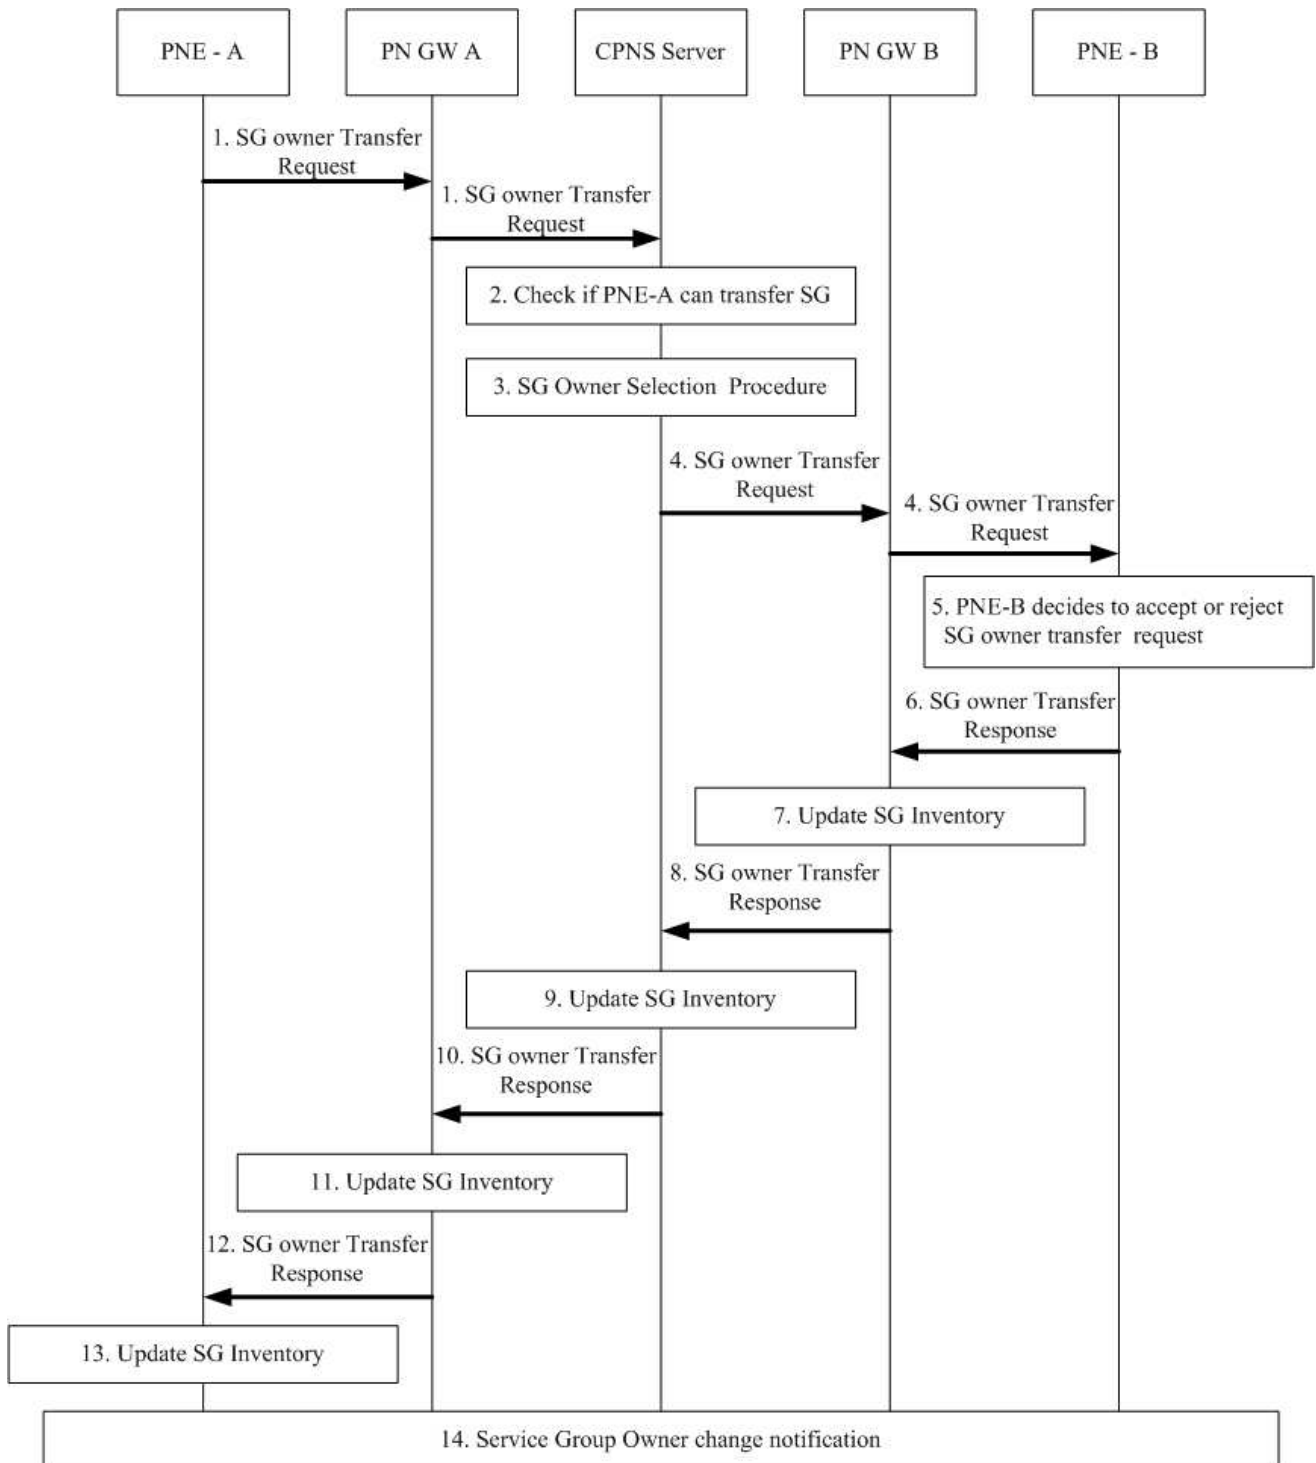 PNE - A
PN GW A
CPNS Server
PN GW B
PNE - B
1. SG owner Transfer
Request
1. SG owner Transfer
Request
2. Check if PNE-A can transfer SG
3. SG Owner Selection Procedure
4. SG owner Transfer
Request
4. SG owner Transfer
Request
5. PNE-B decides to accept or reject
SG owner transfer request
6. SG owner Transfer
Response
7. Update SG Inventory
8. SG owner Transfer
Response
9. Update SG Inventory
10. SG owner Transfer
Response
11. Update SG Inventory
12. SG owner Transfer
Response
13. Update SG Inventory
14. Service Group Owner change notification